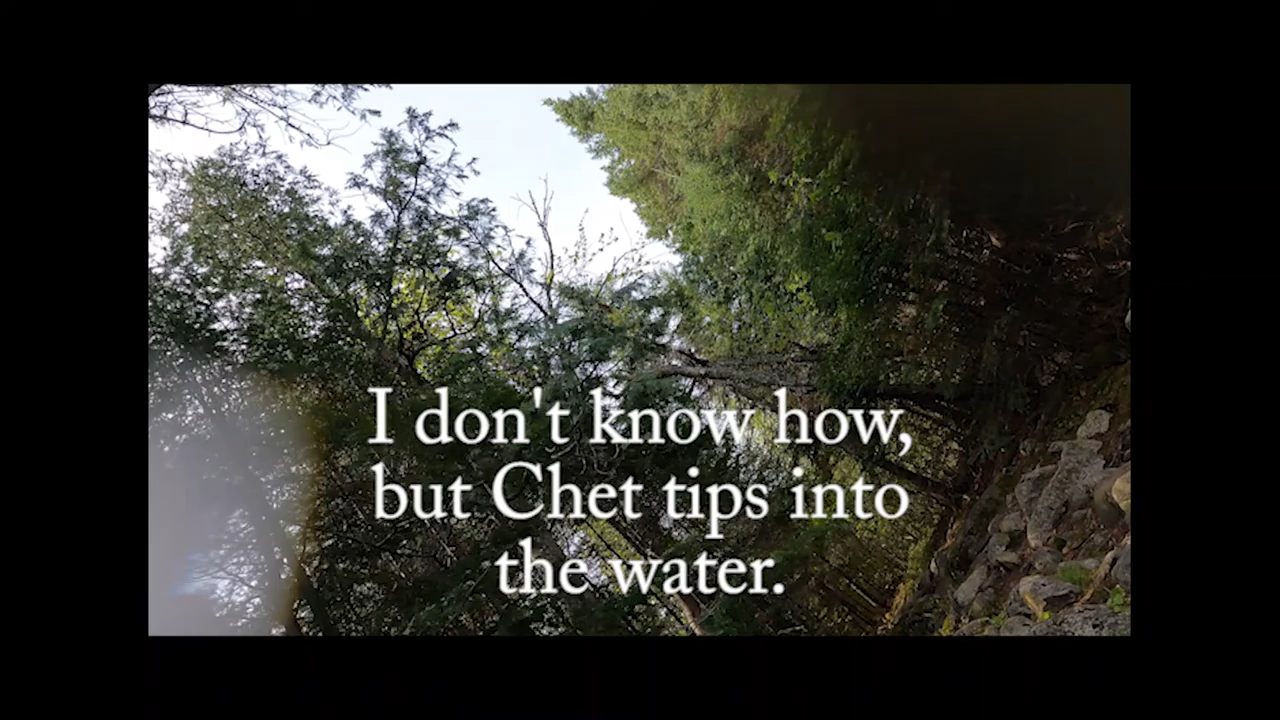 I don't know how,
but Chet tips into
the water.